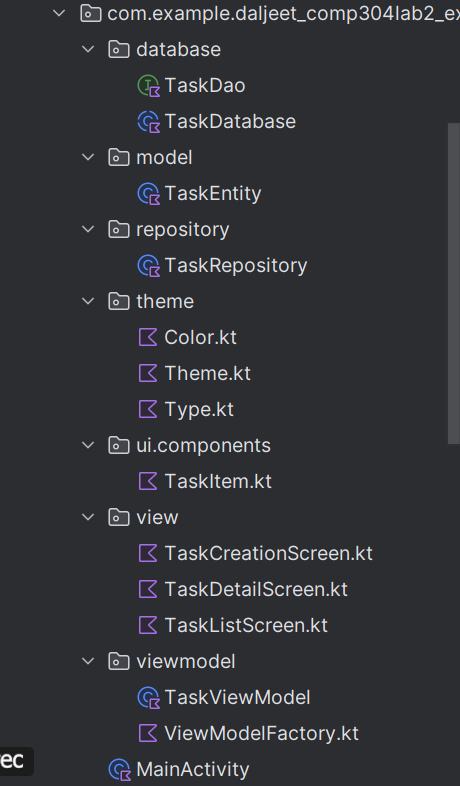 com.example.daljeet_comp304lab2_ex
database
TaskDao
TaskDatabase
model
TaskEntity
repository
TaskRepository
theme
Color.kt
Theme.kt
Type.kt
ui.components
TaskItem.kt
view
TaskCreationScreen.kt
TaskDetailScreen.kt
TaskListScreen.kt
viewmodel
TaskViewModel
ViewModelFactory.kt
rec
MainActivity